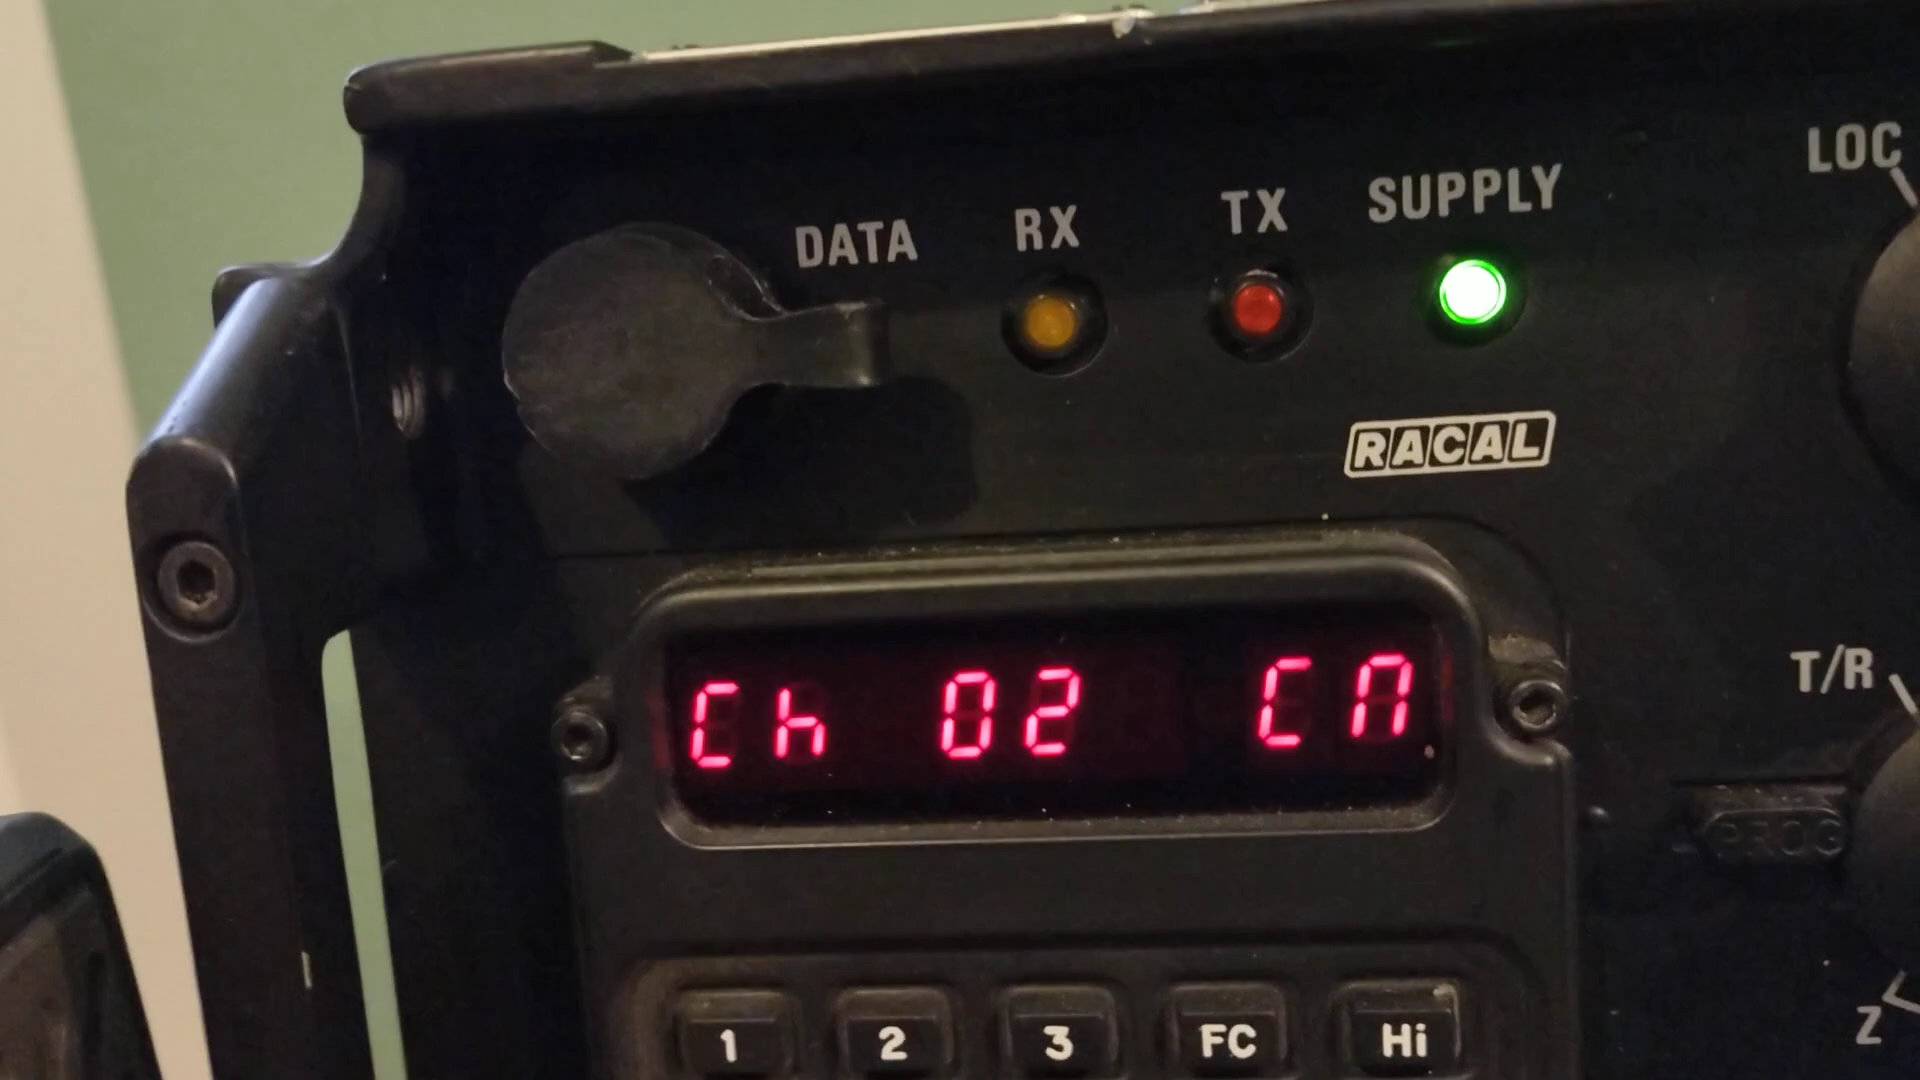 DATA RX TX SUPPLY LOC
RACAL
Ch 02 CN
T/R
PROG
1 2 3 FC Hi
Z